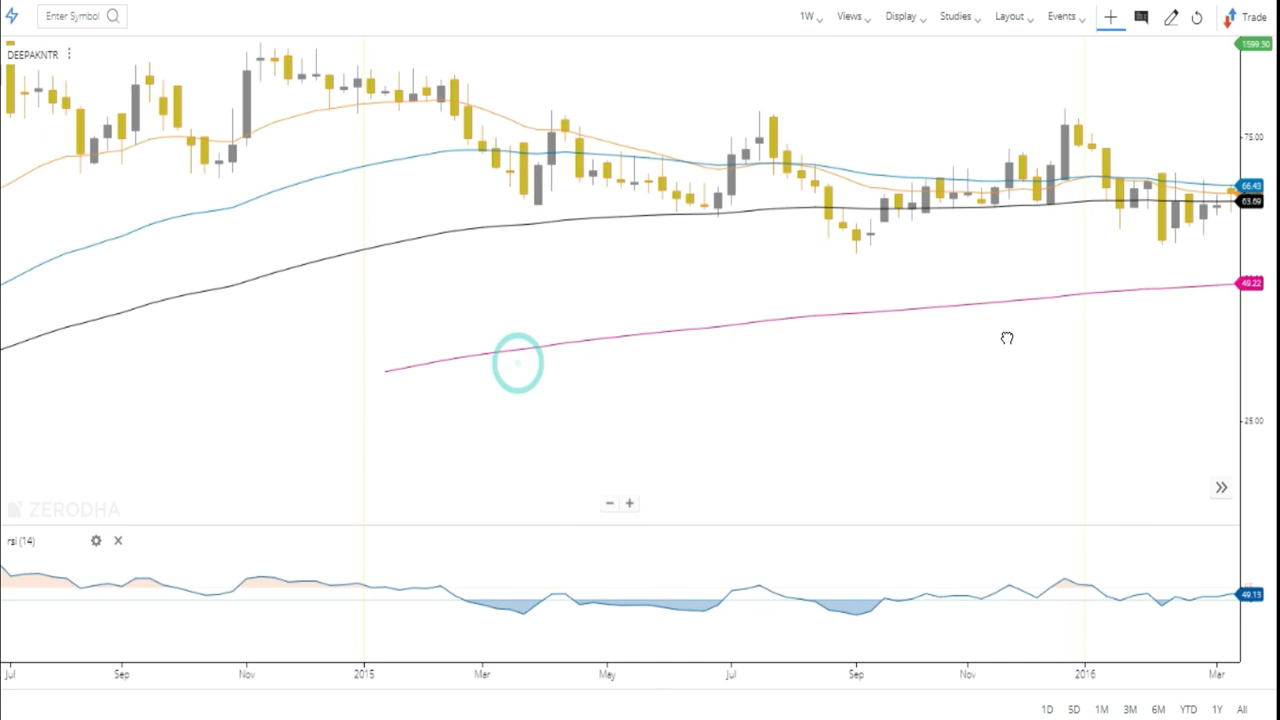 Enter Symbol
1W Views Display Studies Layout Events Trade
DEEPAKNTR
1599.30
75.00
66.43
63.69
49.22
25.00
ZERODHA
rsi (14)
49.13
Jul Sep Nov 2015 Mar May Jul Sep Nov 2016 Mar
1D 5D 1M 3M 6M YTD 1Y All